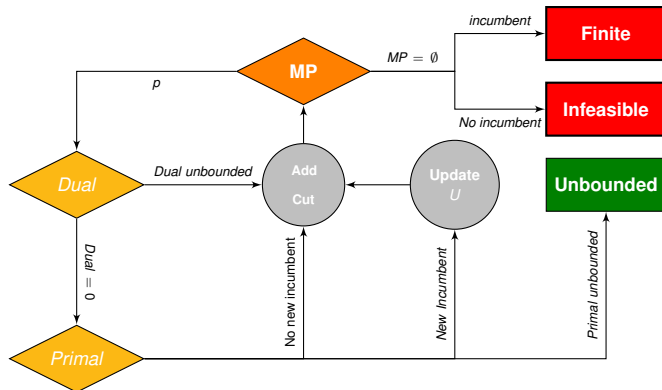 incumbent
Finite
MP = ∅
MP
p
Infeasible
No incumbent
Dual
Dual unbounded
Add
Cut
Update
U
Unbounded
Dual = 0
No new incumbent
New Incumbent
Primal unbounded
Primal